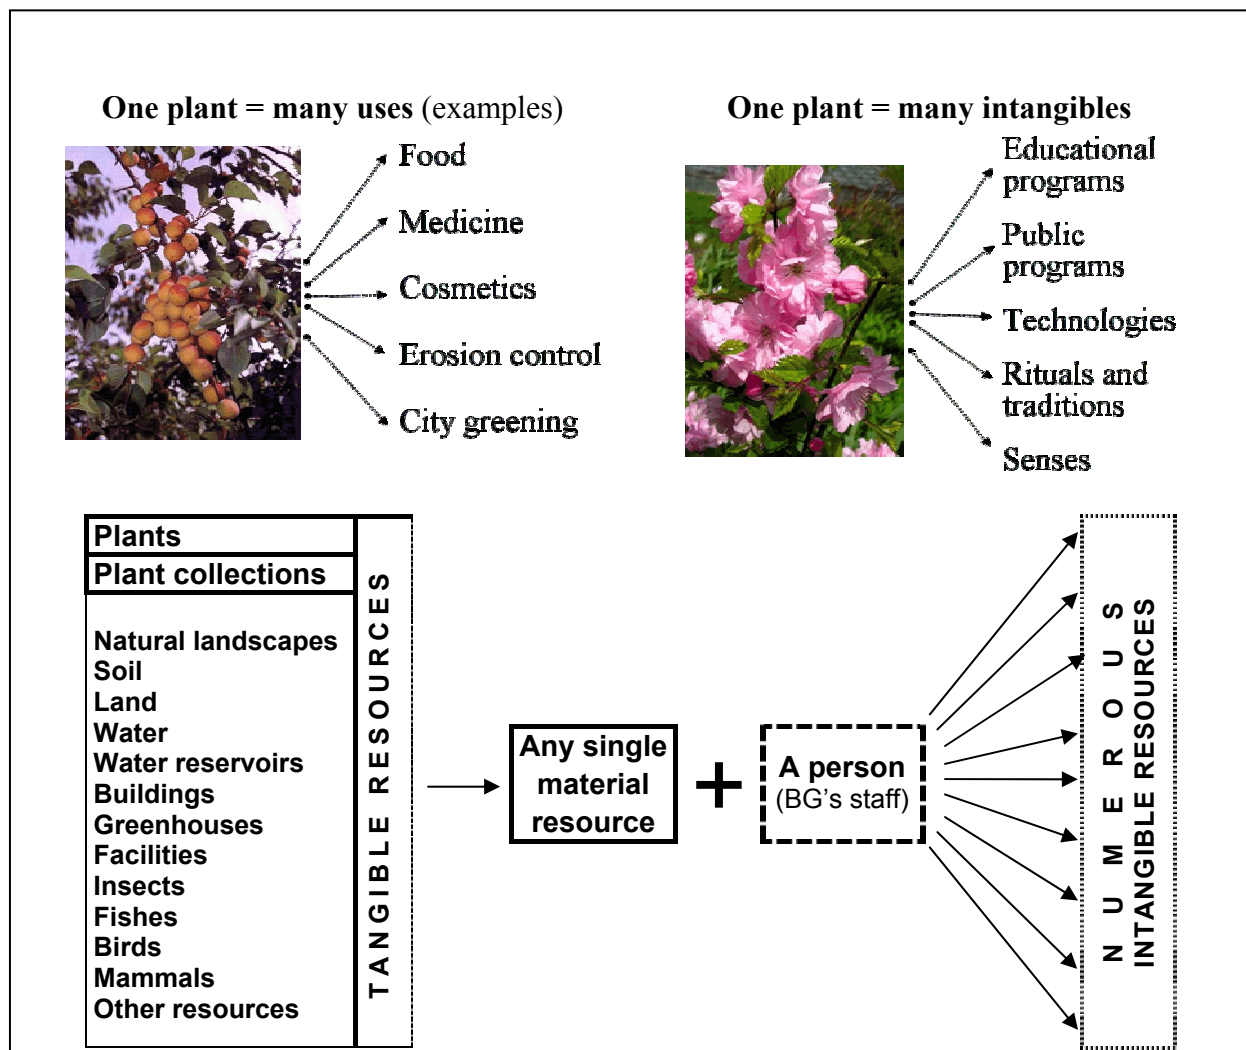 One plant = many uses (examples)
Food
Medicine
Cosmetics
Erosion control
City greening
One plant = many intangibles
Educational
programs
Public
programs
Technologies
Rituals and
traditions
Senses
Plants
Plant collections
Natural landscapes
Soil
Land
Water
Water reservoirs
Buildings
Greenhouses
Facilities
Insects
Fishes
Birds
Mammals
Other resources
TANGIBLE RESOURCES
Any single
material
resource
+
A person
(BG's staff)
NUMEROUS
INTANGIBLE RESOURCES